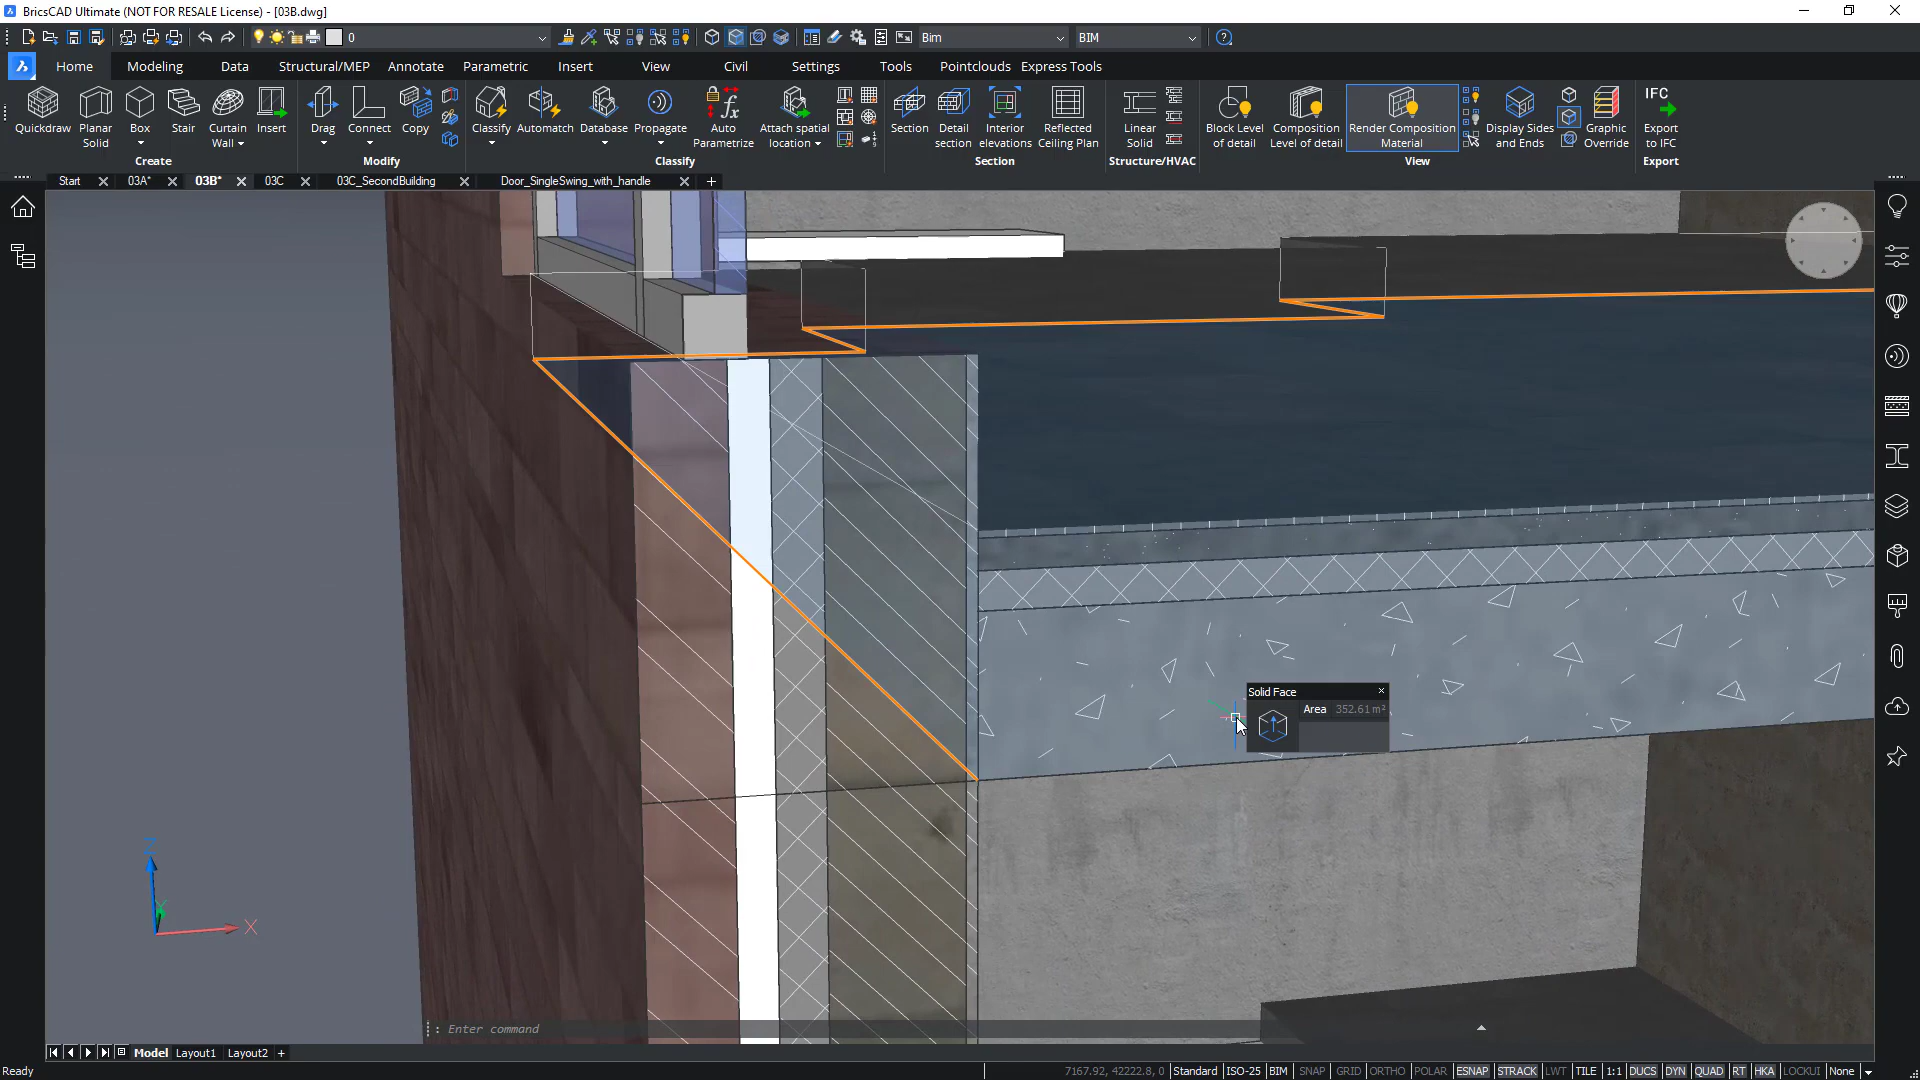 BricsCAD Ultimate (NOT FOR RESALE License) - [03B.dwg]
0
Bim
BIM
Home
Modeling
Data
Structural/MEP
Annotate
Parametric
Insert
View
Civil
Settings
Tools
Pointclouds
Express Tools
Quickdraw
Planar Solid
Box
Stair
Curtain Wall
Insert
Create
Drag
Connect
Copy
Modify
Classify
Automatch
Database
Propagate
Auto Parametrize
Attach spatial location
Classify
Section
Detail section
Interior elevations
Reflected Ceiling Plan
Section
Linear Solid
Structure/HVAC
Block Level of detail
Composition Level of detail
Render Composition Material
Display Sides and Ends
Graphic Override
View
IFC
Export to IFC
Export
Start
03A*
03B*
03C
03C_SecondBuilding
Door_SingleSwing_with_handle
Solid Face
Area 352.61 m²
Z
Y
X
: Enter command
Model
Layout1
Layout2
Ready
7167.92, 42222.8, 0
Standard
ISO-25
BIM
SNAP
GRID
ORTHO
POLAR
ESNAP
STRACK
LWT
TILE
1:1
DUCS
DYN
QUAD
RT
HKA
LOCKUI
None